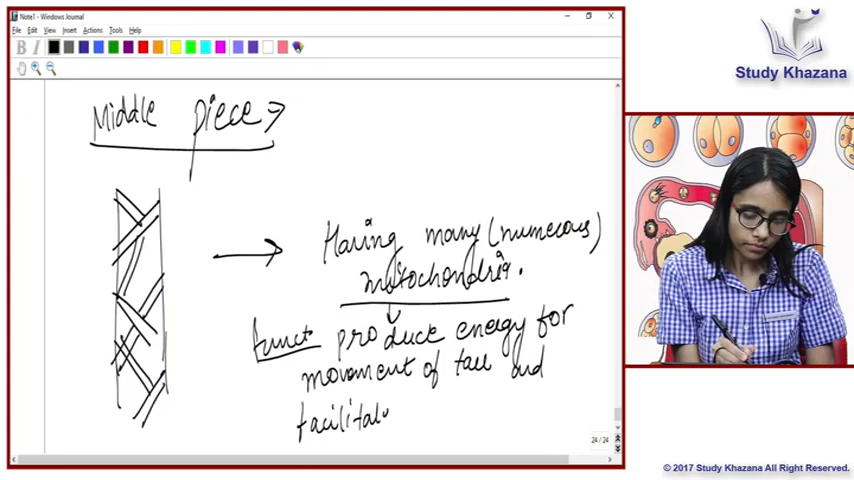 Note1 - Windows Journal
File Edit View Insert Actions Tools Help
B I
Middle piece →
Having many (numerous)
mitochondria.
funct. produce energy for
movement of tail and
facilitat
24 / 24
Study Khazana
© 2017 Study Khazana All Right Reserved.